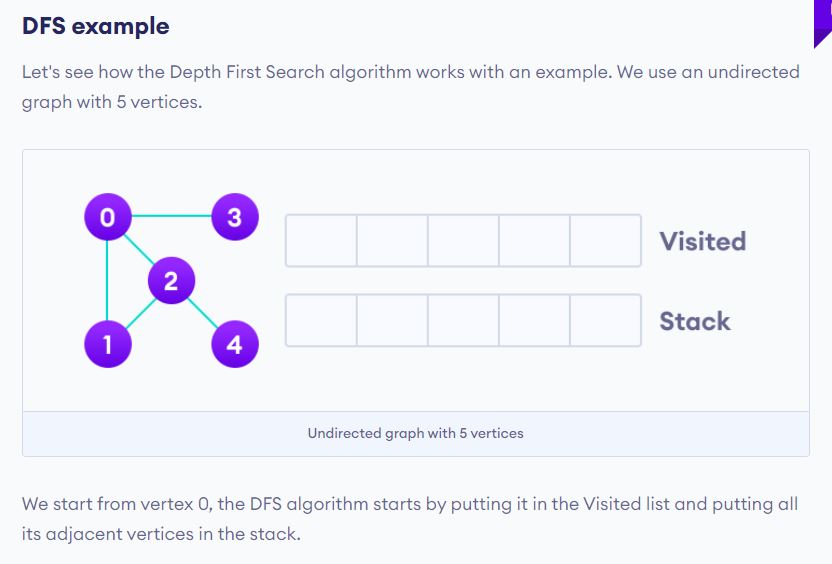 DFS example
Let's see how the Depth First Search algorithm works with an example. We use an undirected
graph with 5 vertices.
0
3
Visited
2
Stack
1
4
Undirected graph with 5 vertices
We start from vertex 0, the DFS algorithm starts by putting it in the Visited list and putting all
its adjacent vertices in the stack.